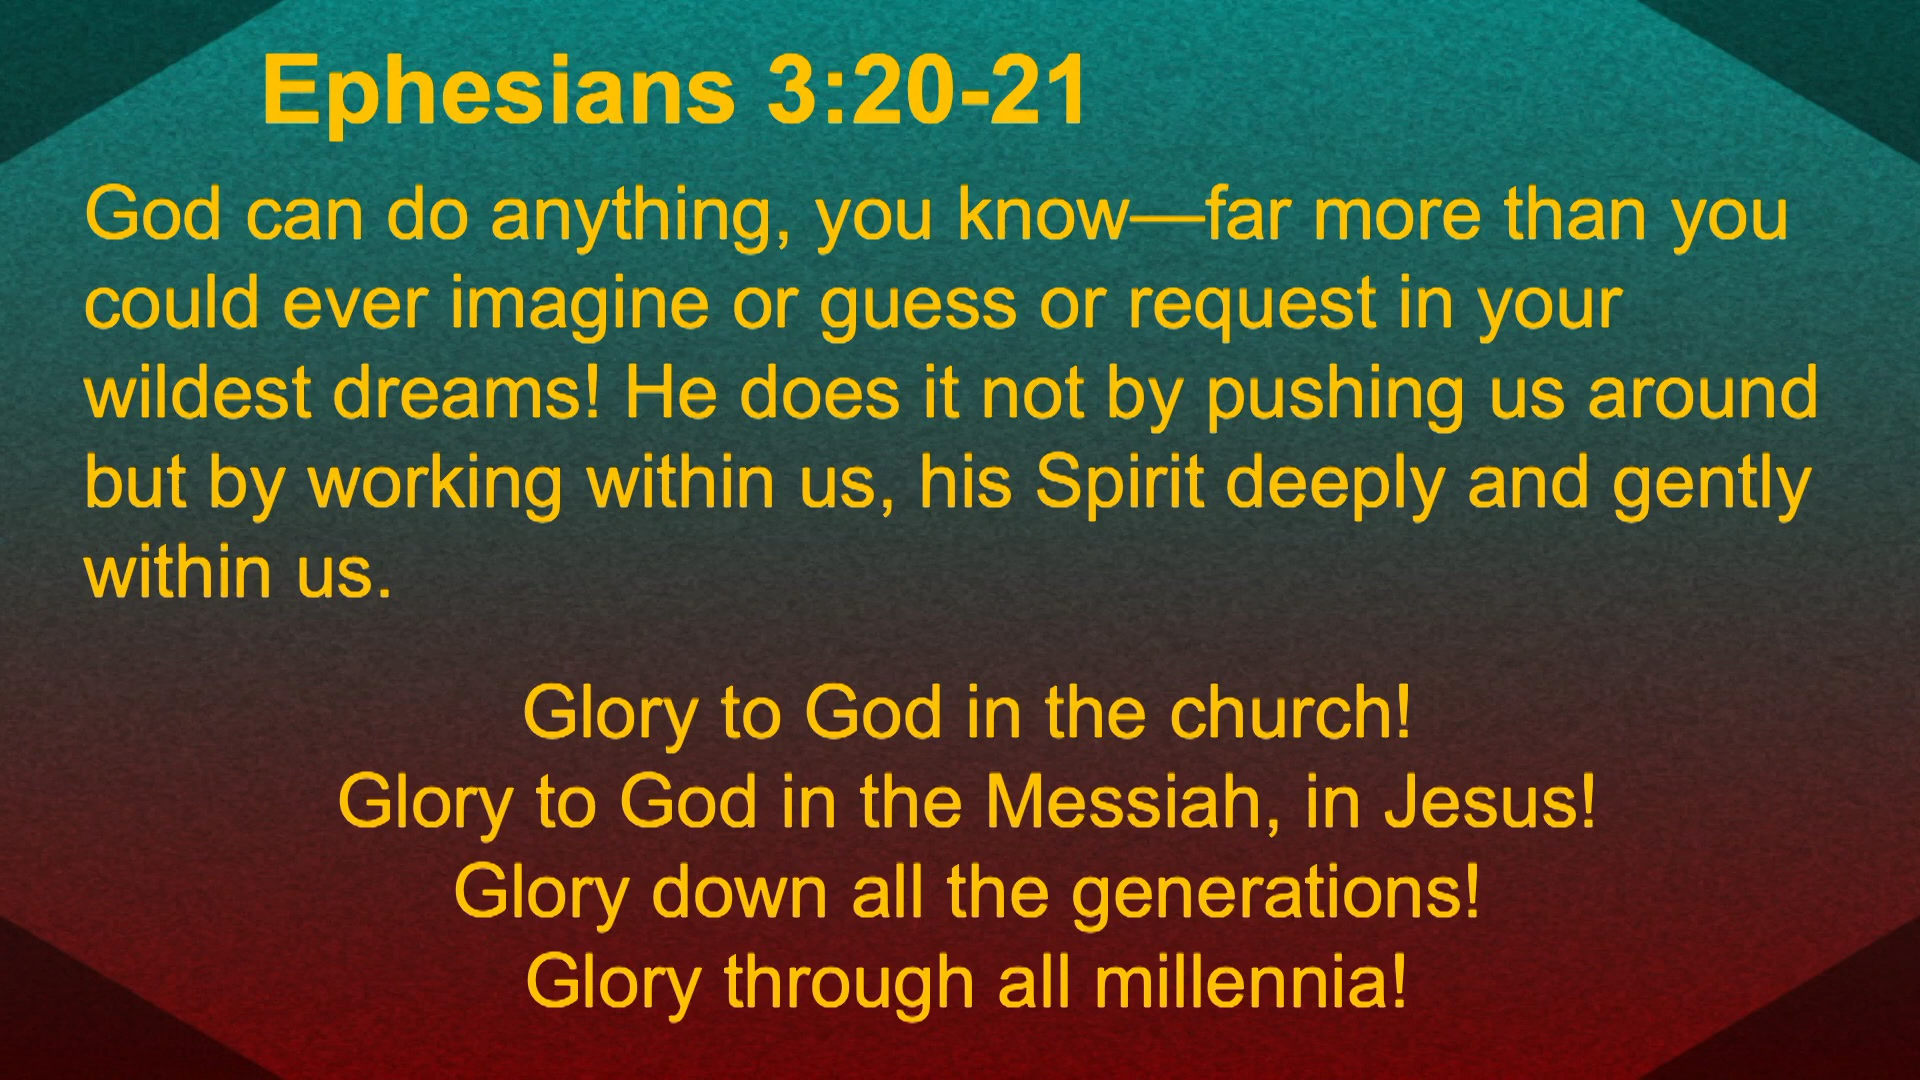 Ephesians 3:20-21
God can do anything, you know—far more than you
could ever imagine or guess or request in your
wildest dreams! He does it not by pushing us around
but by working within us, his Spirit deeply and gently
within us.
Glory to God in the church!
Glory to God in the Messiah, in Jesus!
Glory down all the generations!
Glory through all millennia!